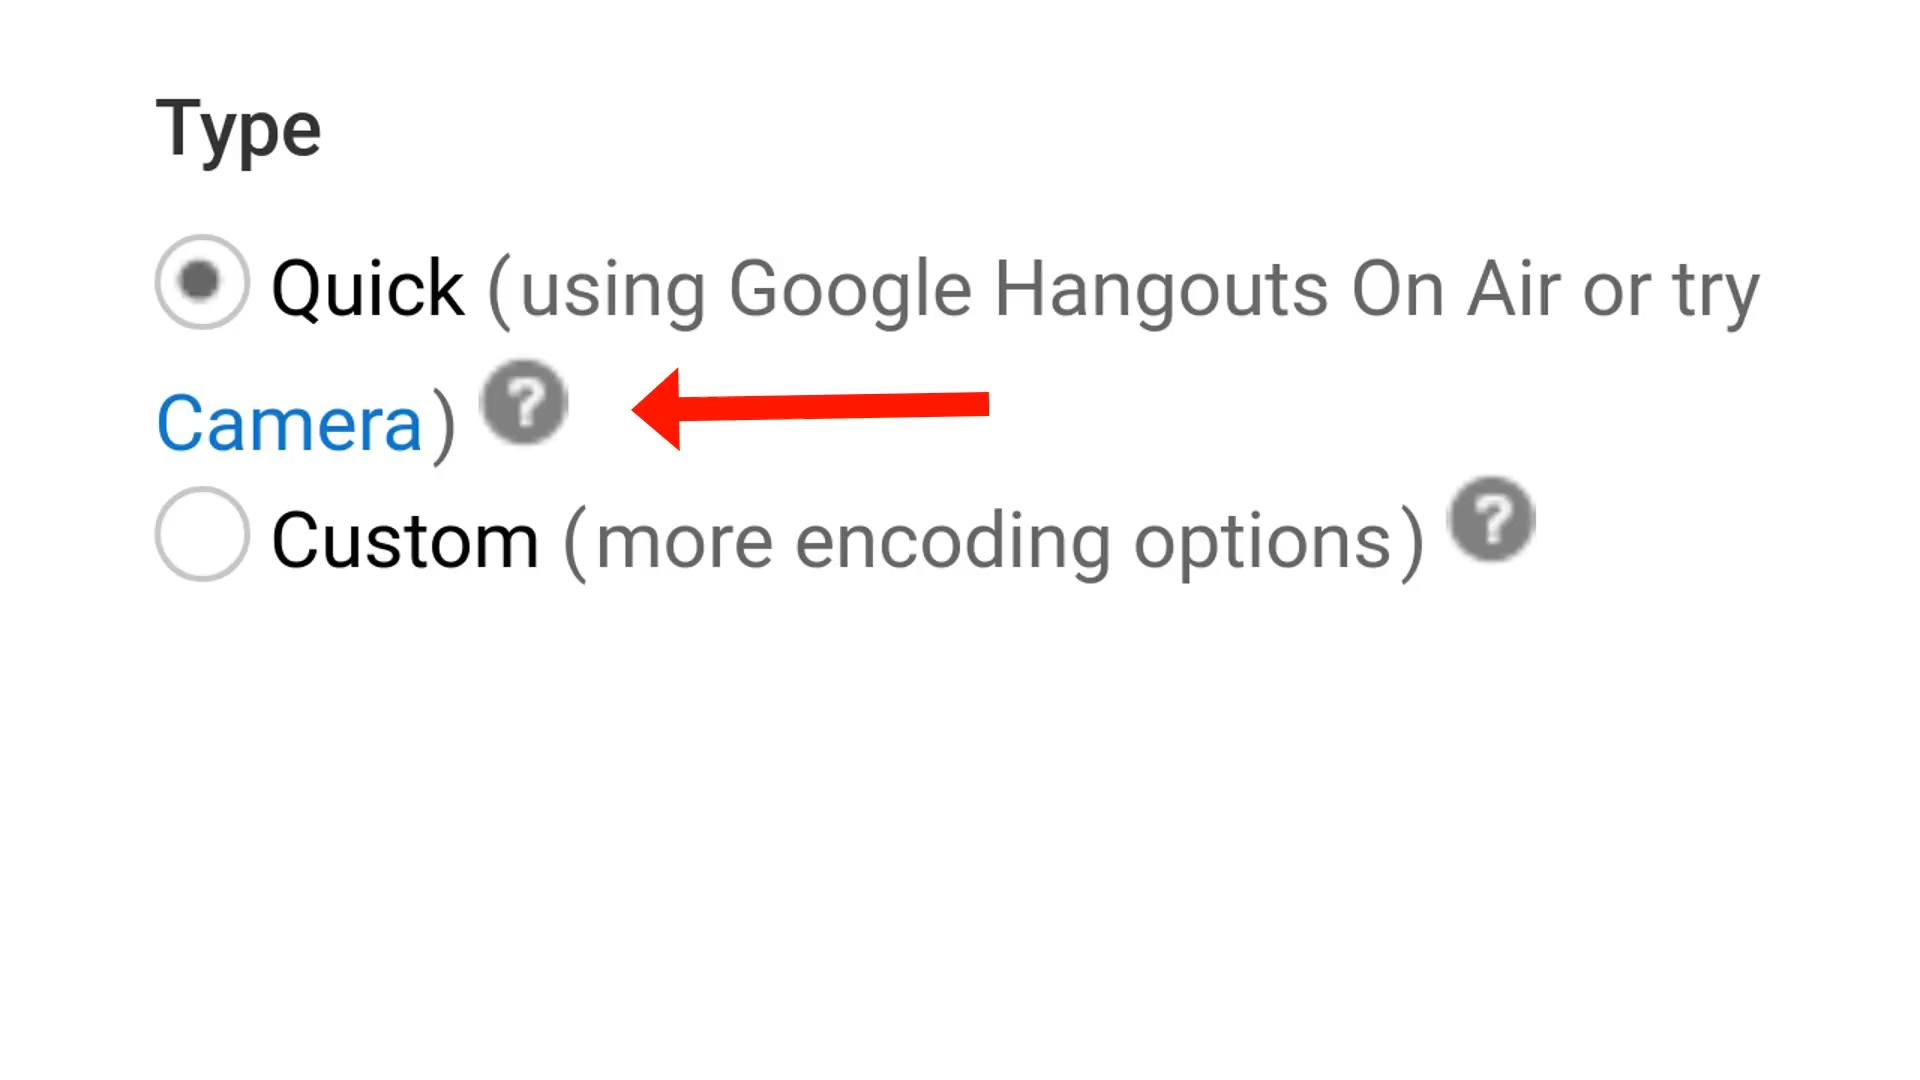 Type
Quick (using Google Hangouts On Air or try
Camera) ?
Custom (more encoding options) ?